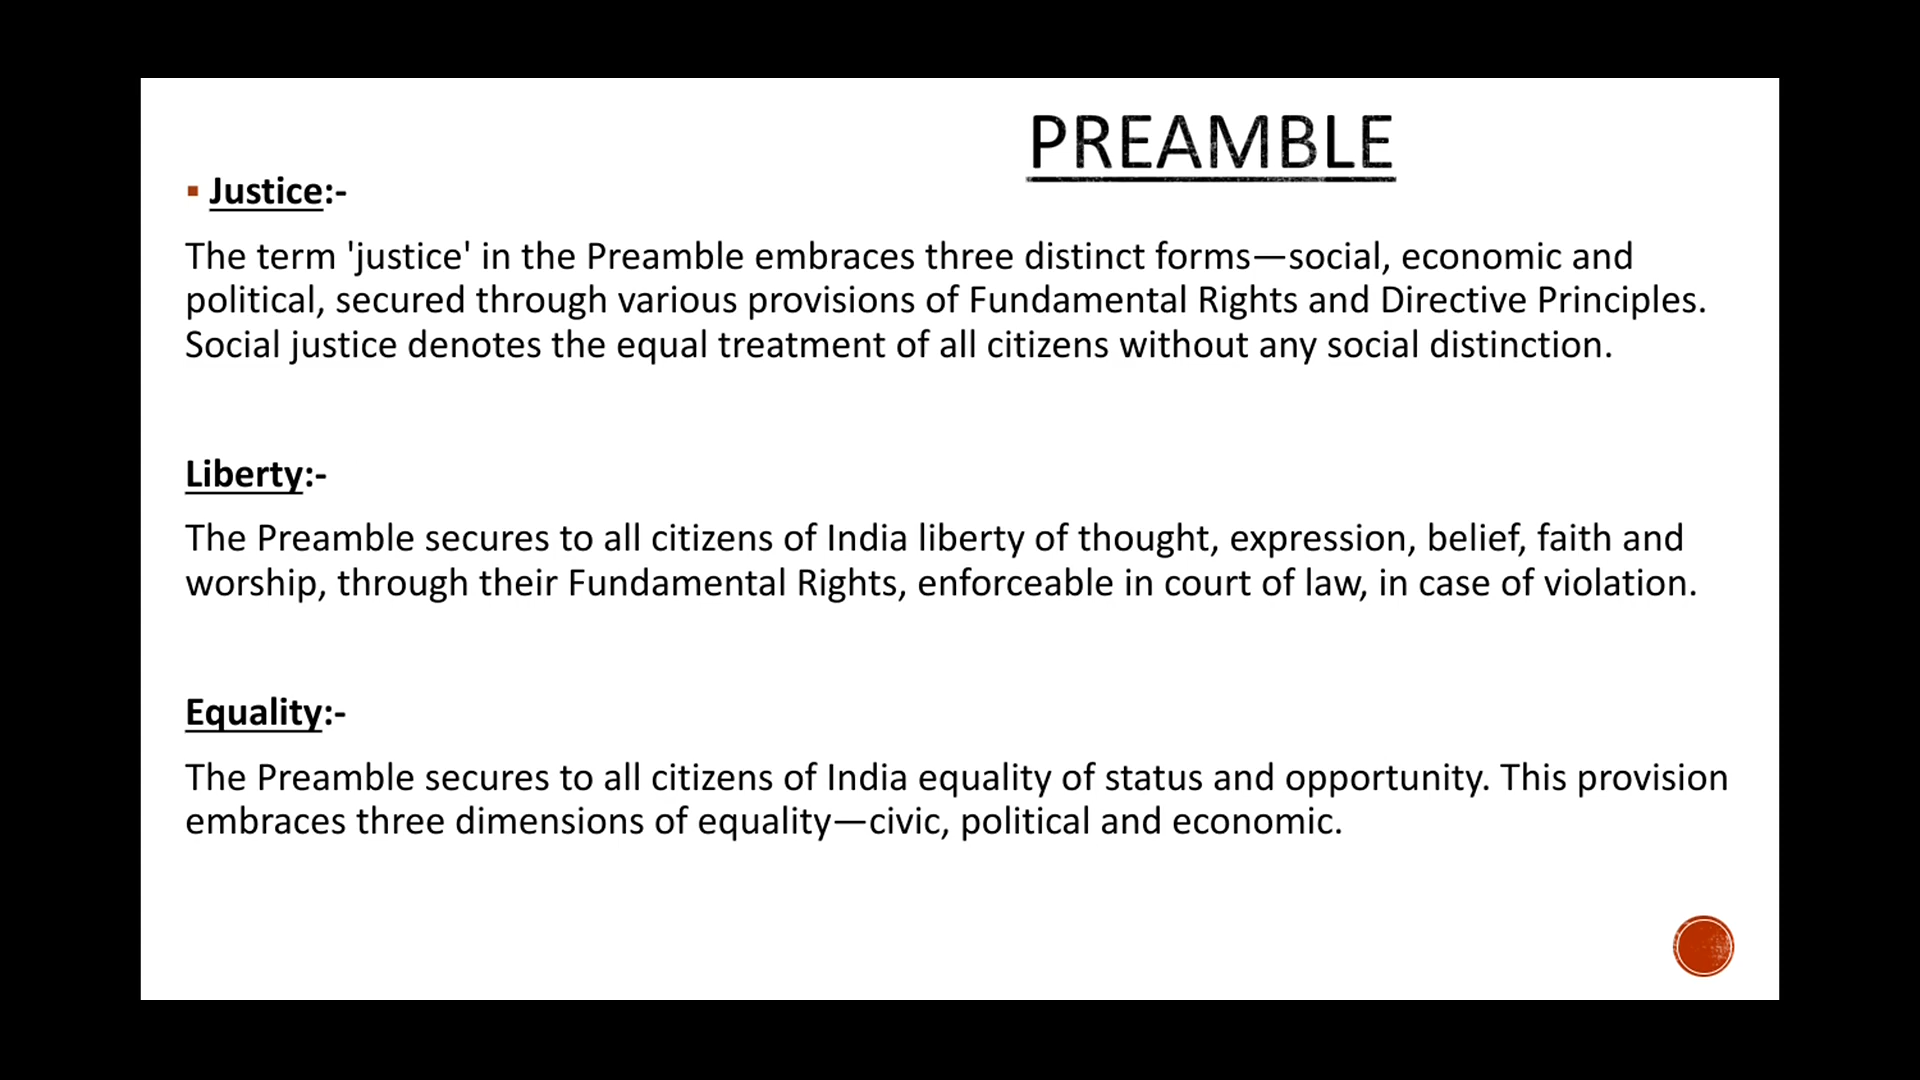 PREAMBLE
▪ Justice:-
The term 'justice' in the Preamble embraces three distinct forms—social, economic and
political, secured through various provisions of Fundamental Rights and Directive Principles.
Social justice denotes the equal treatment of all citizens without any social distinction.
Liberty:-
The Preamble secures to all citizens of India liberty of thought, expression, belief, faith and
worship, through their Fundamental Rights, enforceable in court of law, in case of violation.
Equality:-
The Preamble secures to all citizens of India equality of status and opportunity. This provision
embraces three dimensions of equality—civic, political and economic.